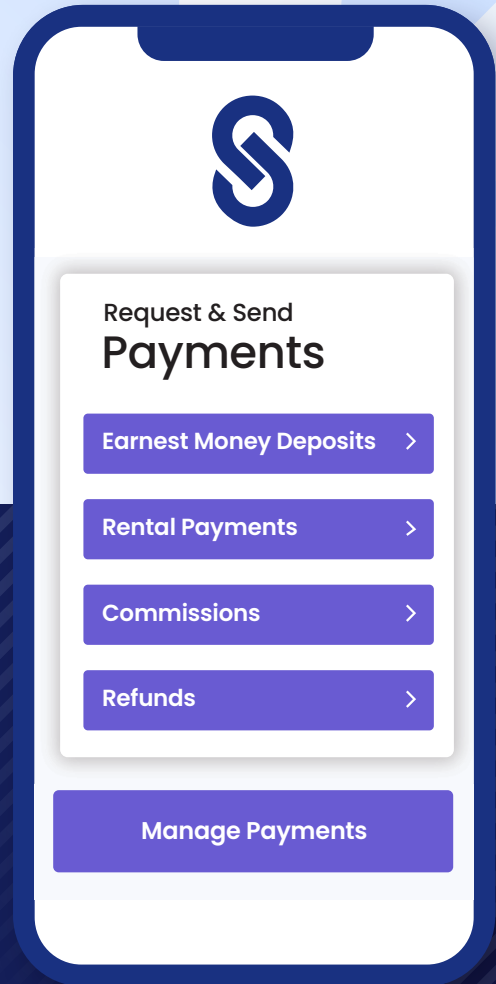 Request & Send
Payments
Earnest Money Deposits
Rental Payments
Commissions
Refunds
Manage Payments